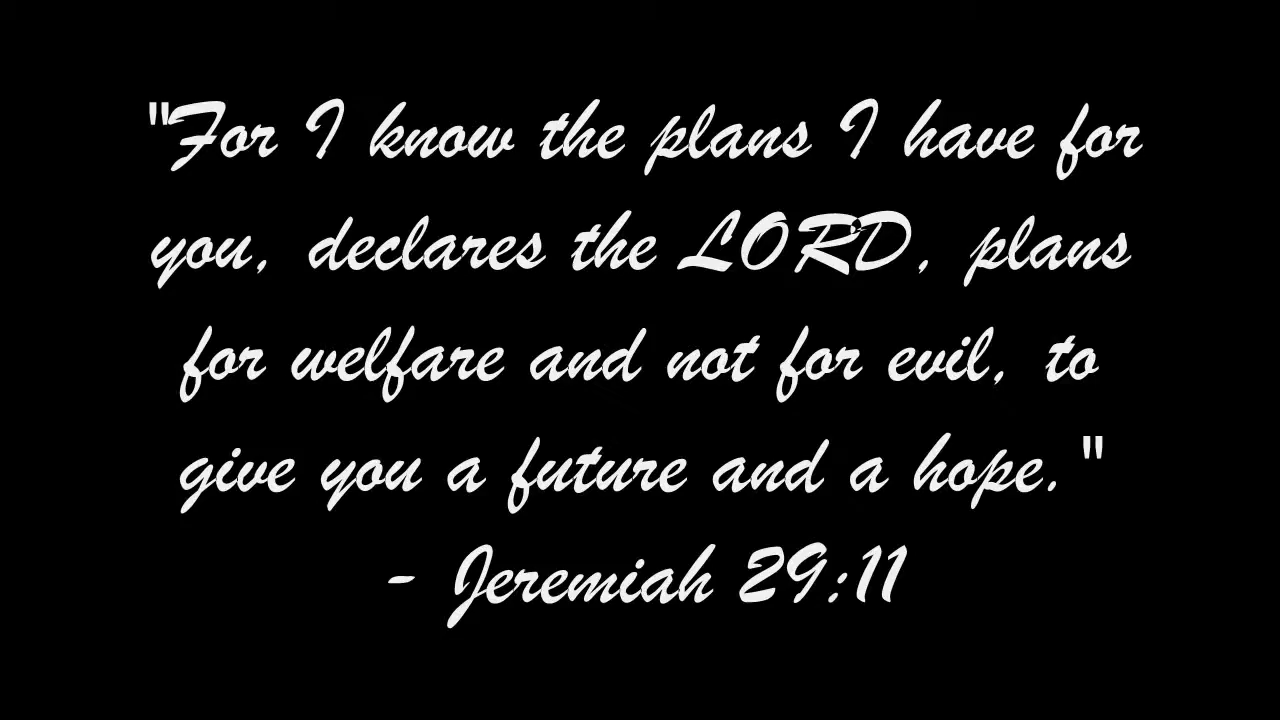 "For I know the plans I have for
you, declares the LORD, plans
for welfare and not for evil, to
give you a future and a hope."
- Jeremiah 29:11